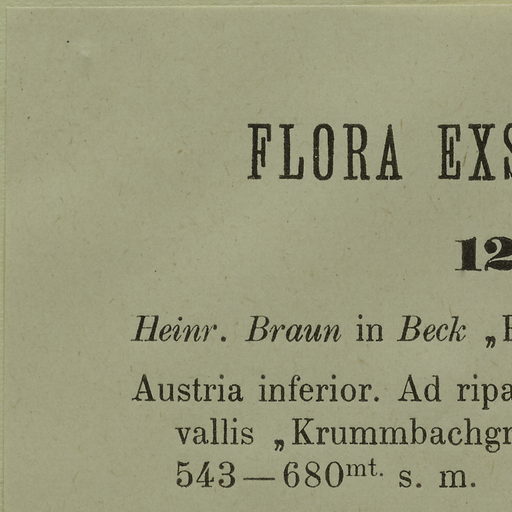 FLORA EXS
12
Heinr. Braun in Beck „
Austria inferior. Ad ripa
vallis „Krummbachgr
543—680mt. s. m.